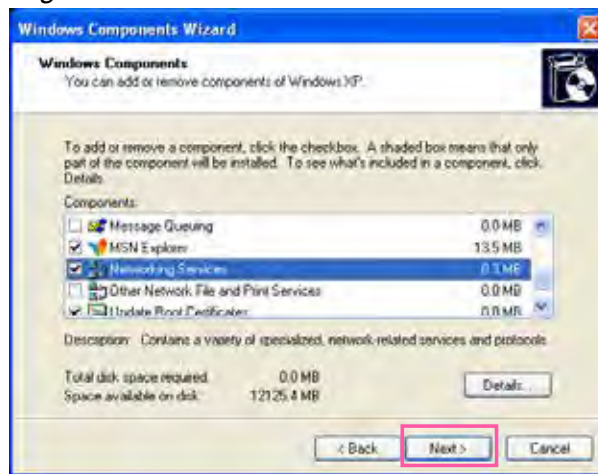 Windows Components Wizard
Windows Components
You can add or remove components of Windows XP.
To add or remove a component, click the checkbox. A shaded box means that only
part of the component will be installed. To see what's included in a component, click
Details.
Components:
Message Queuing 0.0 MB
MSN Explorer 13.5 MB
Networking Services 0.3 MB
Other Network File and Print Services 0.0 MB
Update Root Certificates 0.0 MB
Description: Contains a variety of specialized, network-related services and protocols.
Total disk space required: 0.0 MB
Space available on disk: 12125.4 MB
Details...
< Back
Next >
Cancel